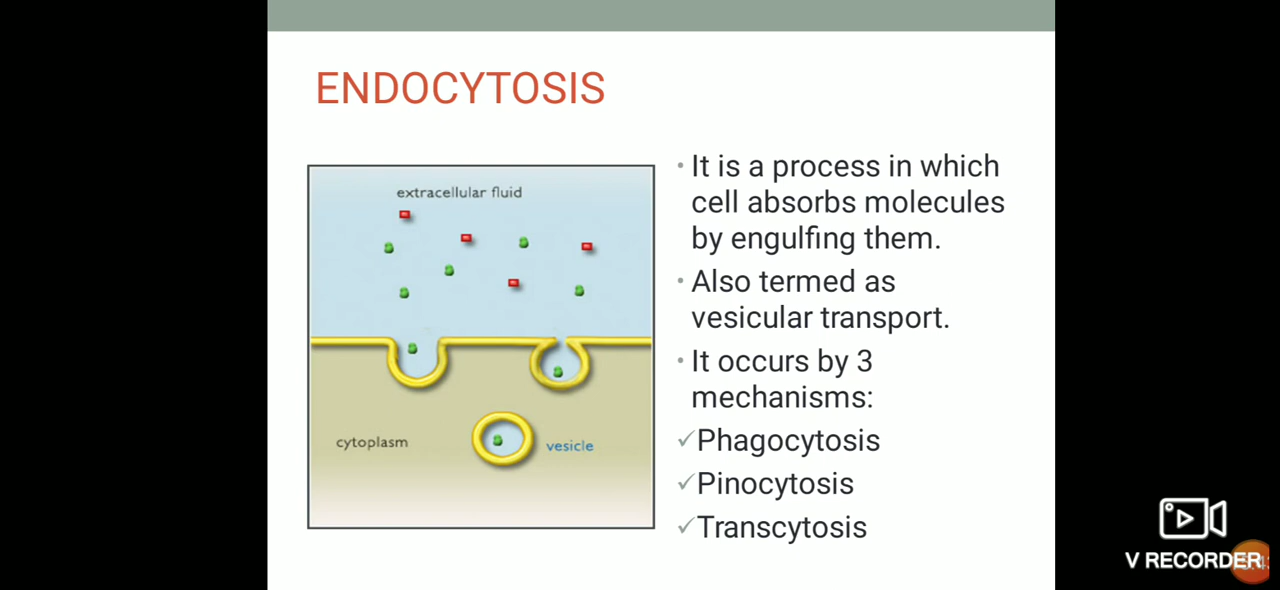 ENDOCYTOSIS
extracellular fluid
cytoplasm
vesicle
• It is a process in which
cell absorbs molecules
by engulfing them.
• Also termed as
vesicular transport.
• It occurs by 3
mechanisms:
✓Phagocytosis
✓Pinocytosis
✓Transcytosis
V RECORDER